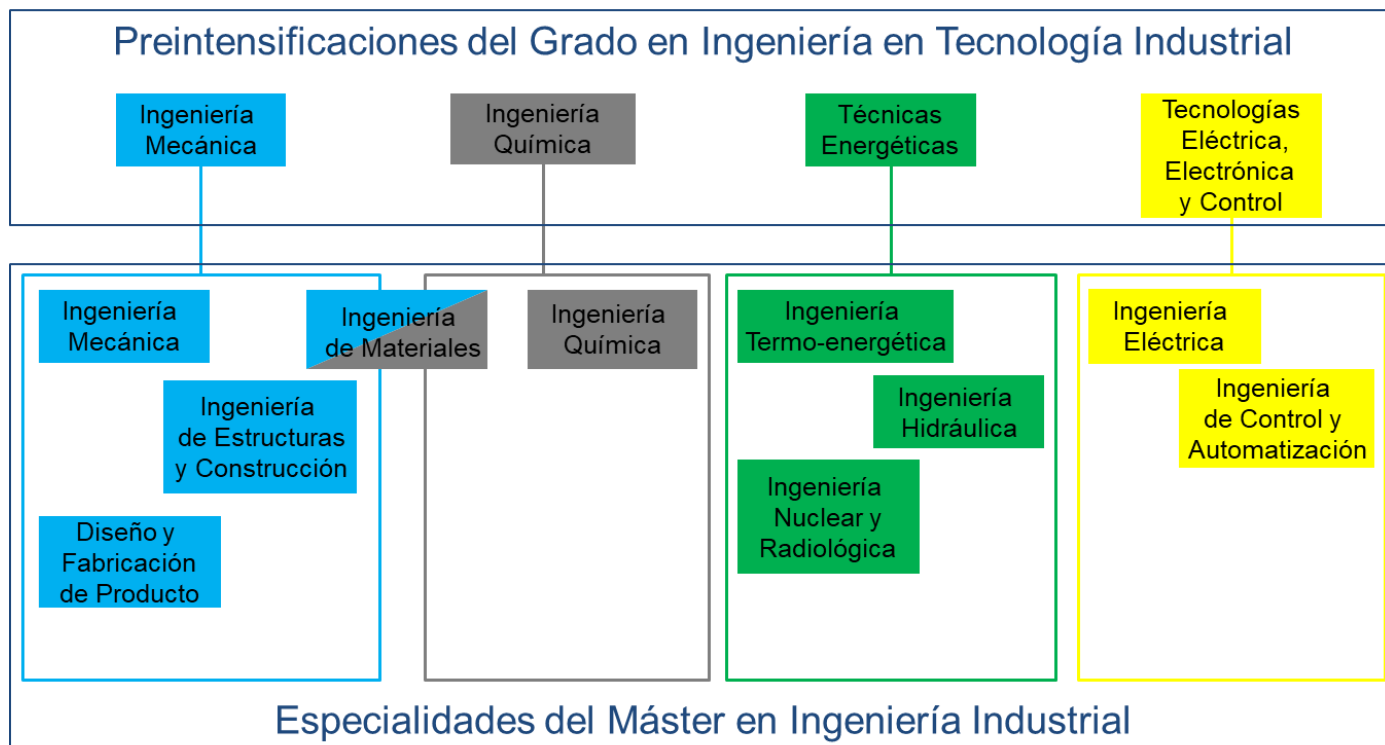 Preintensificaciones del Grado en Ingeniería en Tecnología Industrial
Ingeniería
Mecánica
Ingeniería
Química
Técnicas
Energéticas
Tecnologías
Eléctrica,
Electrónica
y Control
Ingeniería
Mecánica
Ingeniería
de Estructuras
y Construcción
Diseño y
Fabricación
de Producto
Ingeniería
de Materiales
Ingeniería
Química
Ingeniería
Termo-energética
Ingeniería
Hidráulica
Ingeniería
Nuclear y
Radiológica
Ingeniería
Eléctrica
Ingeniería
de Control y
Automatización
Especialidades del Máster en Ingeniería Industrial